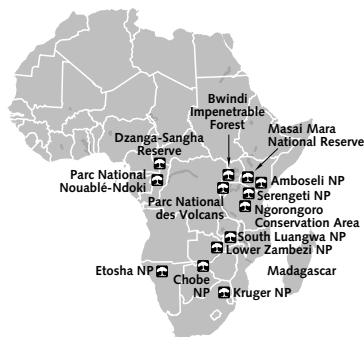 Bwindi
Impenetrable
Forest
Masai Mara
National Reserve
Dzanga-Sangha
Reserve
Parc National
Nouablé-Ndoki
Amboseli NP
Serengeti NP
Parc National
des Volcans
Ngorongoro
Conservation Area
South Luangwa NP
Lower Zambezi NP
Etosha NP
Chobe
NP
Madagascar
Kruger NP